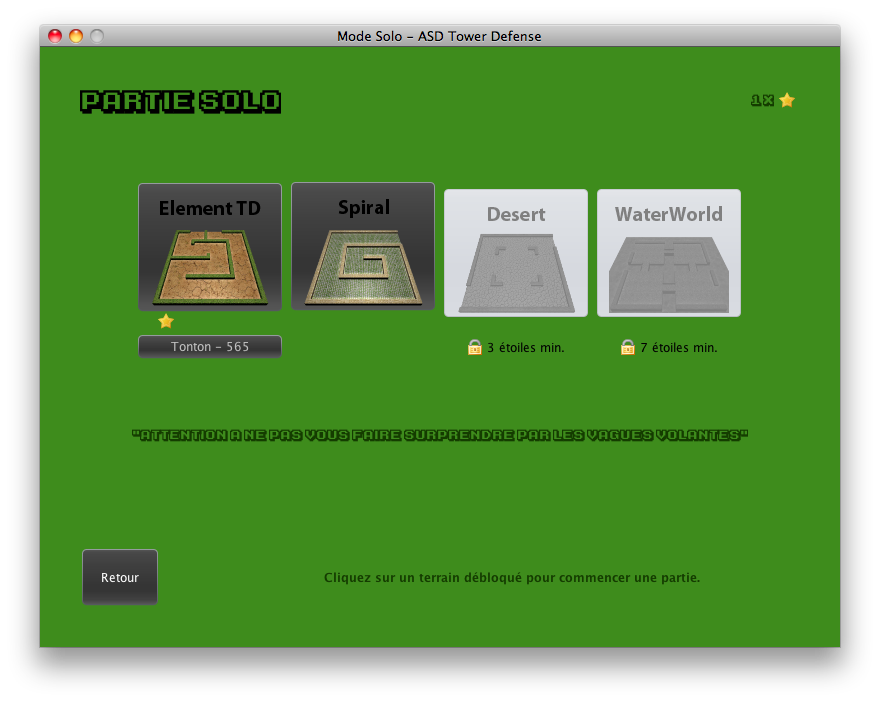 Mode Solo - ASD Tower Defense
PARTIE SOLO
1 X
Element TD
Spiral
Desert
WaterWorld
Tonton - 565
3 étoiles min.
7 étoiles min.
"ATTENTION A NE PAS VOUS FAIRE SURPRENDRE PAR LES VAGUES VOLANTES"
Retour
Cliquez sur un terrain débloqué pour commencer une partie.